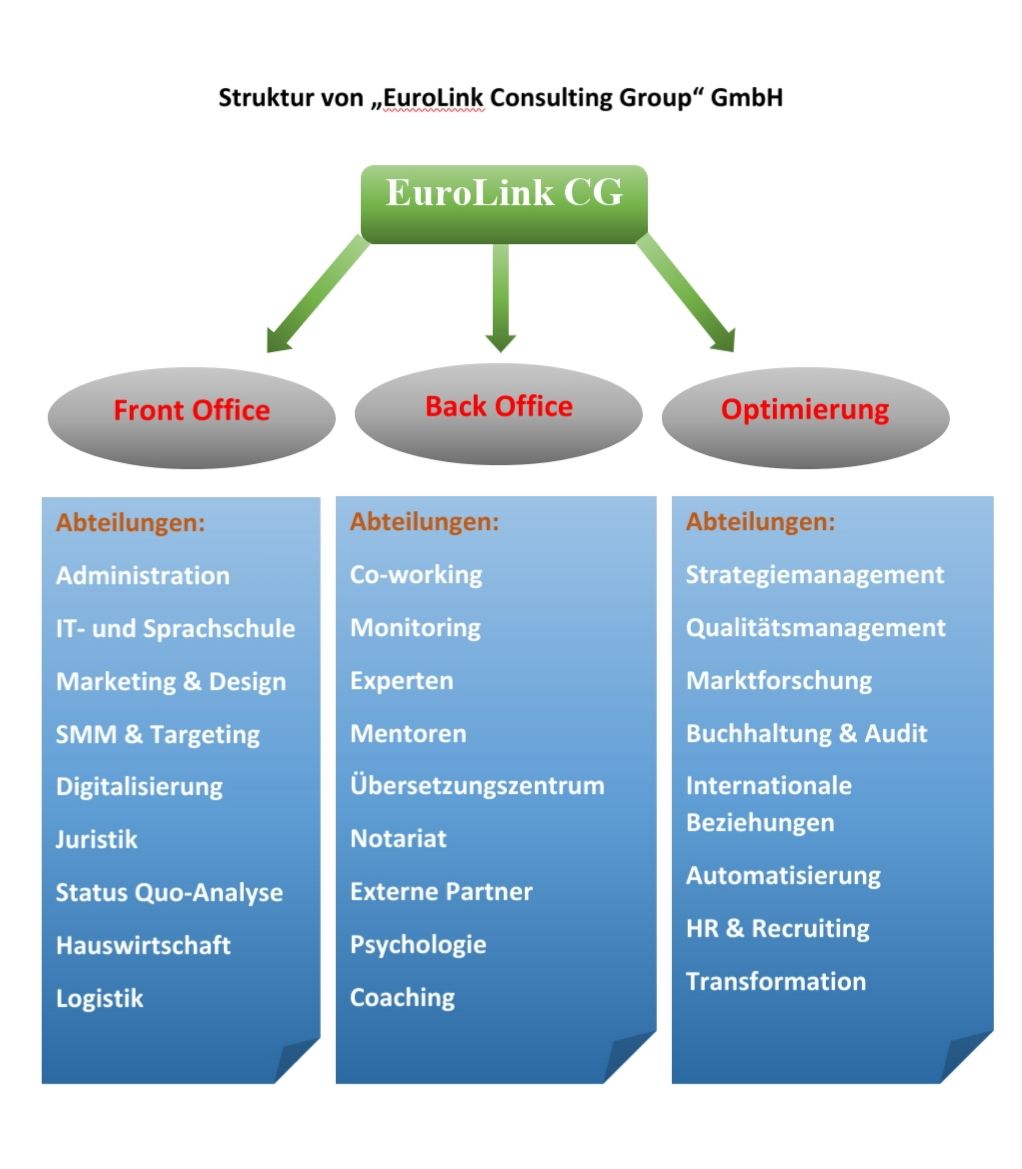 Struktur von „EuroLink Consulting Group“ GmbH
EuroLink CG
Front Office
Back Office
Optimierung
Abteilungen:
Administration
IT- und Sprachschule
Marketing & Design
SMM & Targeting
Digitalisierung
Juristik
Status Quo-Analyse
Hauswirtschaft
Logistik
Abteilungen:
Co-working
Monitoring
Experten
Mentoren
Übersetzungszentrum
Notariat
Externe Partner
Psychologie
Coaching
Abteilungen:
Strategiemanagement
Qualitätsmanagement
Marktforschung
Buchhaltung & Audit
Internationale
Beziehungen
Automatisierung
HR & Recruiting
Transformation